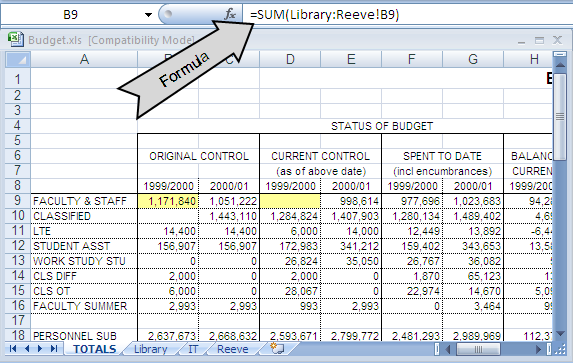 B9 fx =SUM(Library:Reeve!B9)
Budget.xls [Compatibility Mode]
Formula
A B C D E F G H
1
2
3
4 STATUS OF BUDGET
5
6 ORIGINAL CONTROL CURRENT CONTROL SPENT TO DATE BALANC
7 (as of above date) (incl encumbrances) CURREN
8 1999/2000 2000/01 1999/2000 2000/01 1999/2000 2000/01 1999/200
9 FACULTY & STAFF 1,171,840 1,051,222 998,614 977,696 1,023,683 94,2
10 CLASSIFIED 1,443,110 1,284,824 1,407,903 1,280,134 1,489,402 4,6
11 LTE 14,400 14,400 6,000 14,000 12,449 13,892 -6,4
12 STUDENT ASST 156,907 156,907 172,983 341,212 159,402 343,653 13,5
13 WORK STUDY STU 0 0 26,824 35,050 26,767 36,082
14 CLS DIFF 2,000 0 2,000 0 1,870 65,123 1
15 CLS OT 6,000 0 28,067 0 22,974 14,670 5,0
16 FACULTY SUMMER 2,993 2,993 993 2,993 0 3,464 9
17
18 PERSONNEL SUB 2,637,673 2,668,632 2,593,671 2,799,772 2,481,293 2,989,969 112,3
TOTALS Library IT Reeve